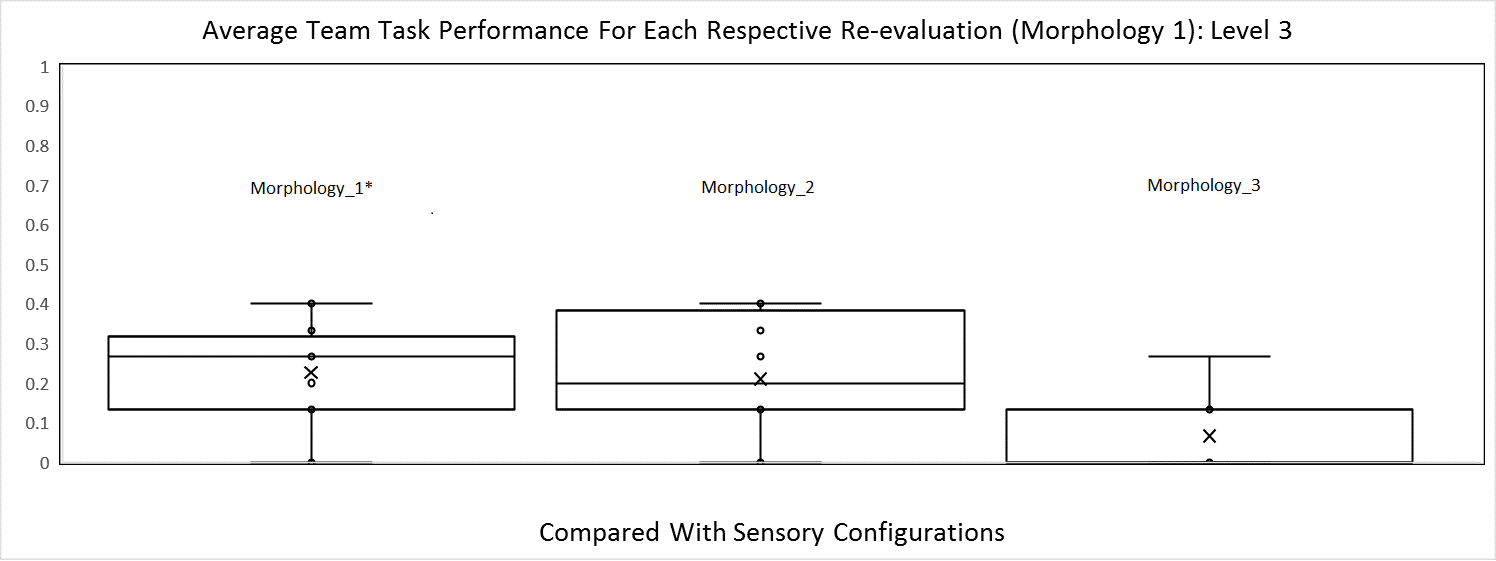 Average Team Task Performance For Each Respective Re-evaluation (Morphology 1): Level 3
1
0.9
0.8
0.7
0.6
0.5
0.4
0.3
0.2
0.1
0
Morphology_1*
Morphology_2
Morphology_3
Compared With Sensory Configurations